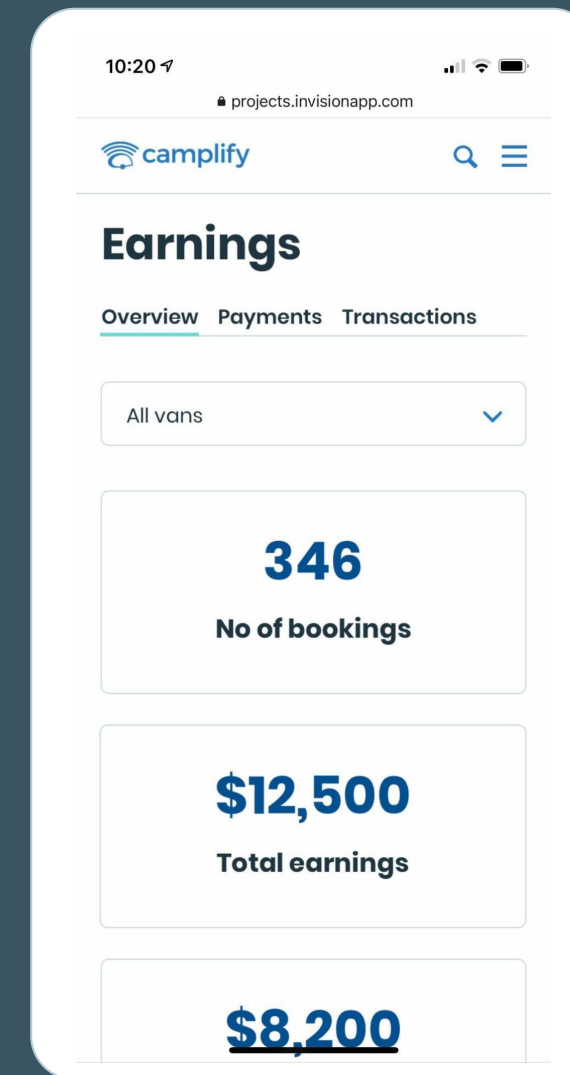 10:20
projects.invisionapp.com
camplify
Earnings
Overview Payments Transactions
All vans
346
No of bookings
$12,500
Total earnings
$8,200